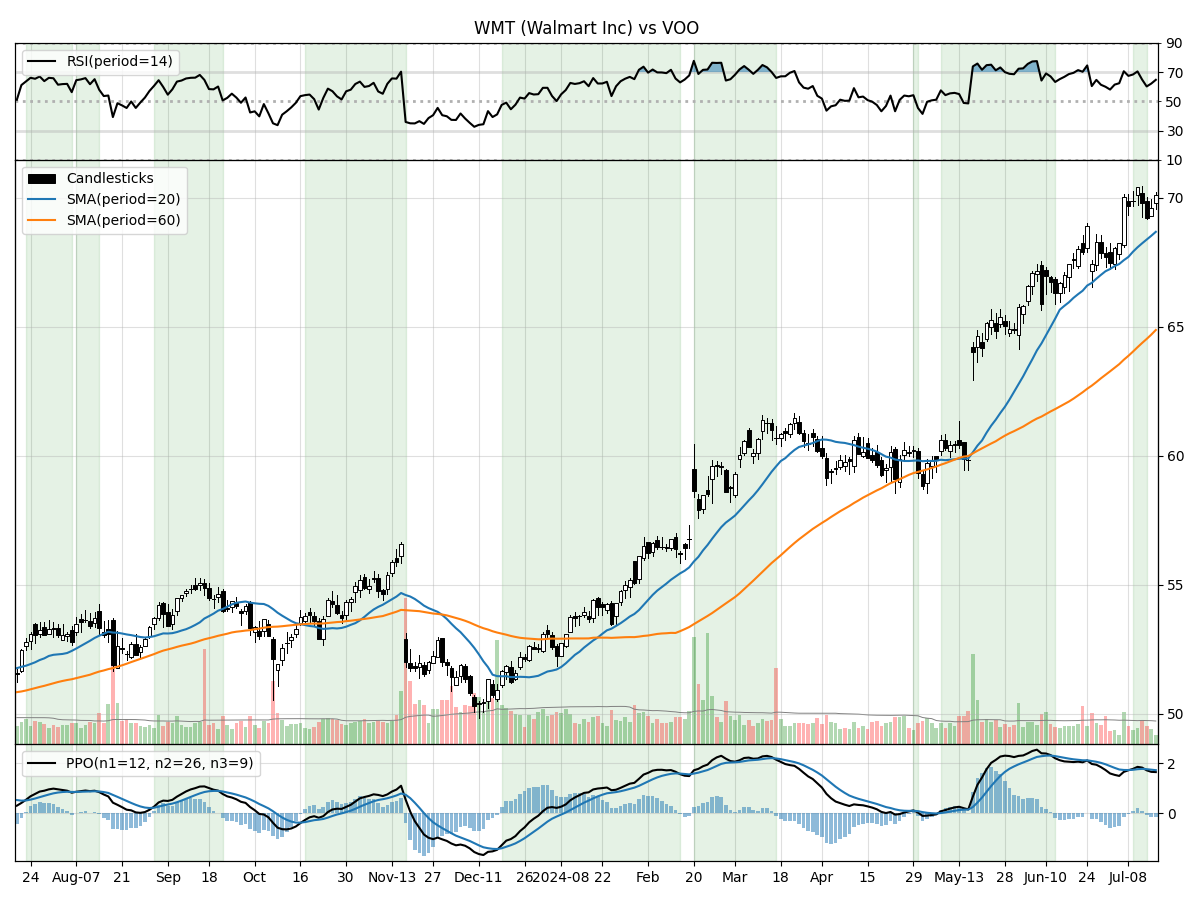 WMT (Walmart Inc) vs VOO
RSI(period=14)
90
70
50
30
10
Candlesticks
SMA(period=20)
SMA(period=60)
70
65
60
55
50
PPO(n1=12, n2=26, n3=9)
2
0
24 Aug-07 21 Sep 18 Oct 16 30 Nov-13 27 Dec-11 26 2024-08 22 Feb 20 Mar 18 Apr 15 29 May-13 28 Jun-10 24 Jul-08